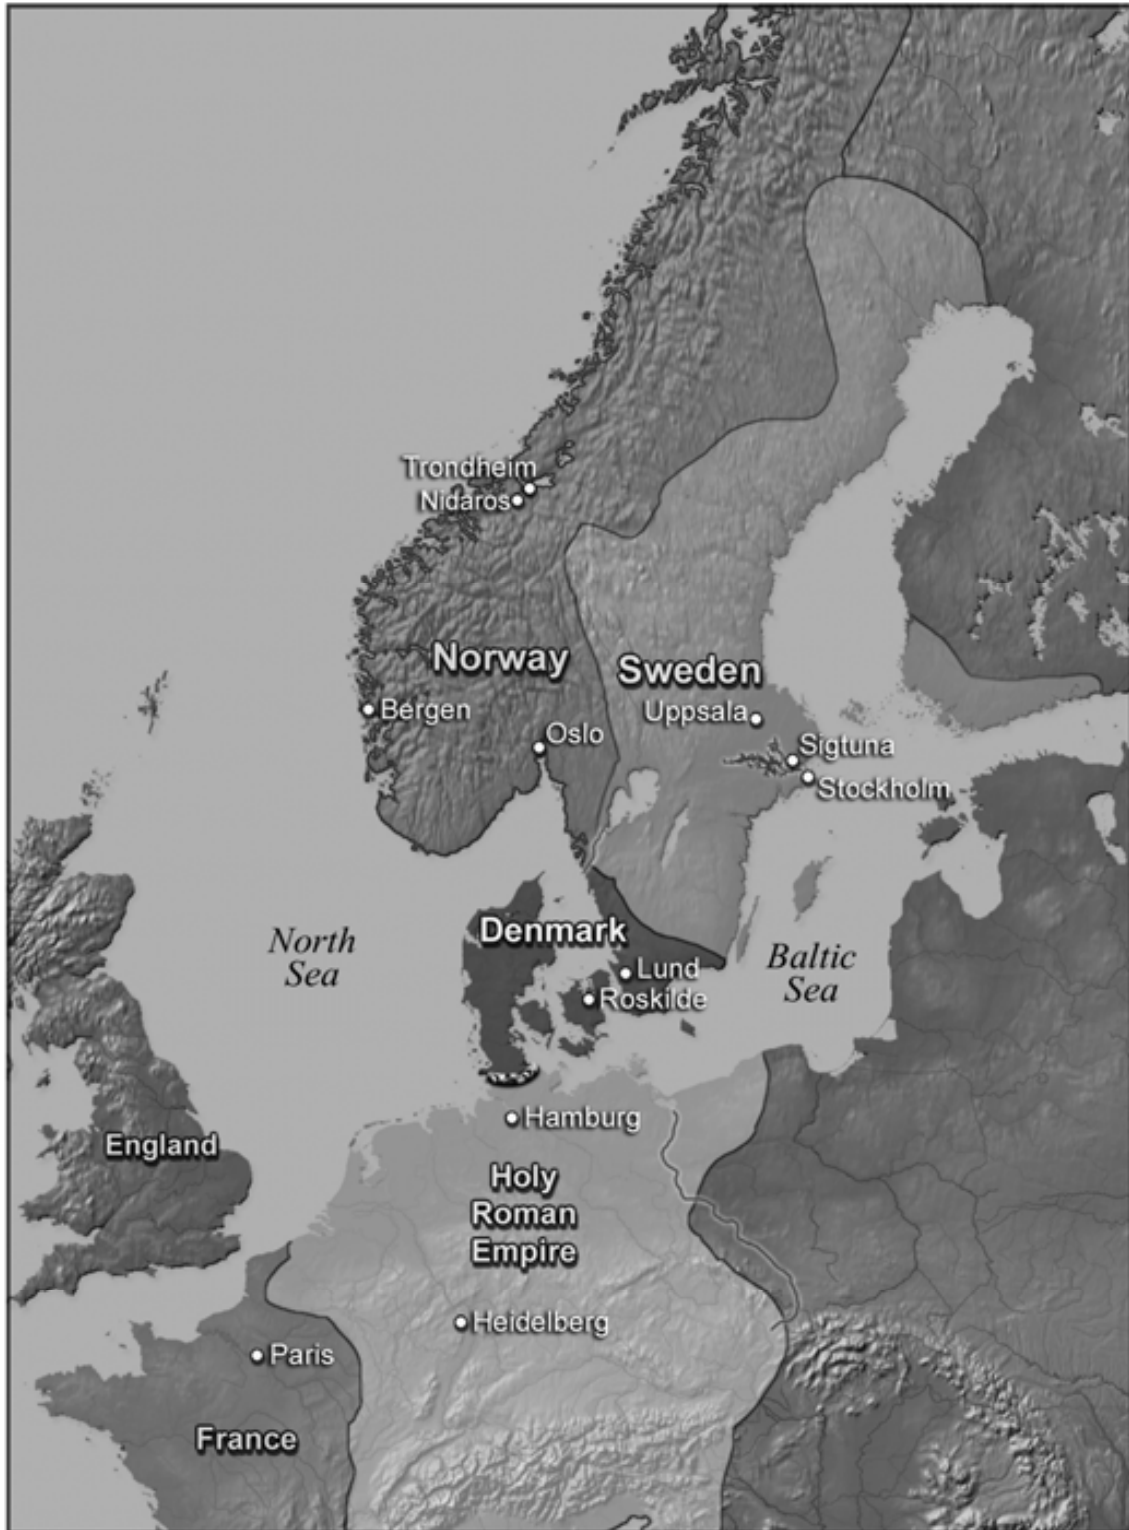 Trondheim
Nidaros
Norway
Sweden
Bergen
Uppsala
Oslo
Sigtuna
Stockholm
North
Sea
Denmark
Baltic
Sea
Lund
Roskilde
Hamburg
England
Holy
Roman
Empire
Heidelberg
Paris
France